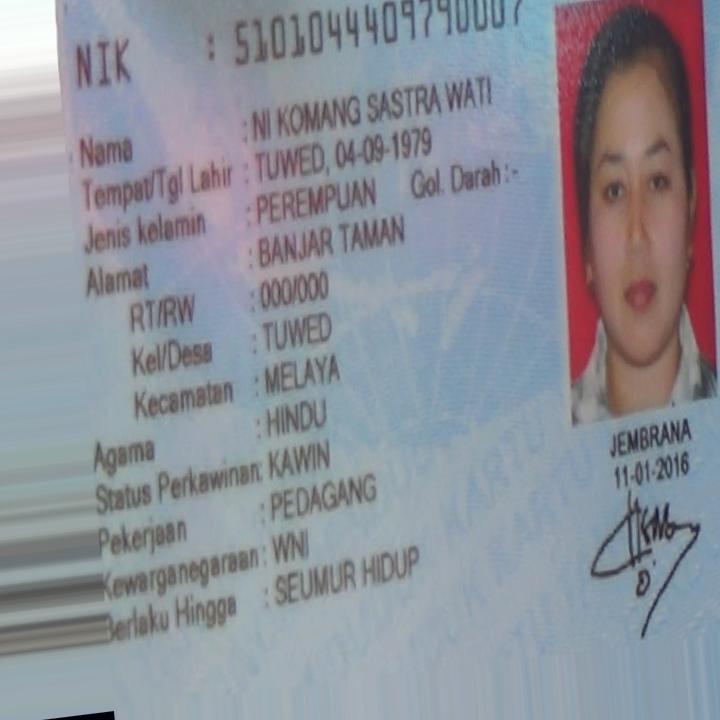 NIK : 5101044409790007
Nama : NI KOMANG SASTRA WATI
Tempat/Tgl Lahir : TUWED, 04-09-1979
Jenis kelamin : PEREMPUAN Gol. Darah : -
Alamat : BANJAR TAMAN
RT/RW : 000/000
Kel/Desa : TUWED
Kecamatan : MELAYA
Agama : HINDU
Status Perkawinan: KAWIN
Pekerjaan : PEDAGANG
Kewarganegaraan : WNI
Berlaku Hingga : SEUMUR HIDUP
JEMBRANA
11-01-2016